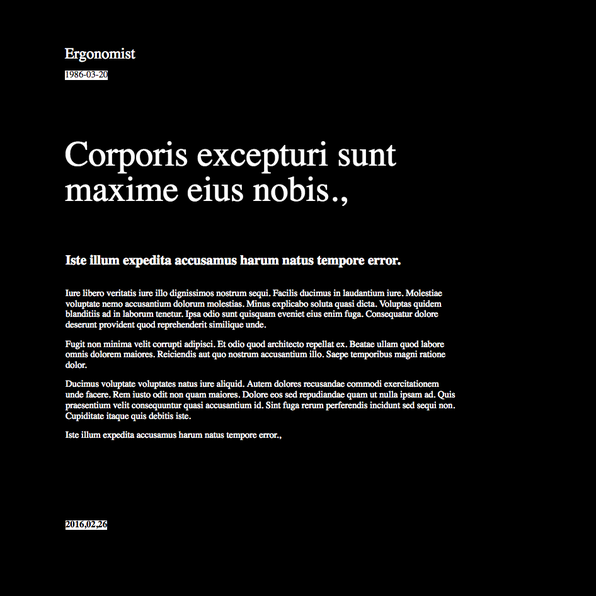 Ergonomist
1986-03-20
Corporis excepturi sunt
maxime eius nobis.,
Iste illum expedita accusamus harum natus tempore error.
Iure libero veritatis iure illo dignissimos nostrum sequi. Facilis ducimus in laudantium iure. Molestiae
voluptate nemo accusantium dolorum molestias. Minus explicabo soluta quasi dicta. Voluptas quidem
blanditiis ad in laborum tenetur. Ipsa odio sunt quisquam eveniet eius enim fuga. Consequatur dolore
deserunt provident quod reprehenderit similique unde.
Fugit non minima velit corrupti adipisci. Et odio quod architecto repellat ex. Beatae ullam quod labore
omnis dolorem maiores. Reiciendis aut quo nostrum accusantium illo. Saepe temporibus magni ratione
dolor.
Ducimus voluptate voluptates natus iure aliquid. Autem dolores recusandae commodi exercitationem
unde facere. Rem iusto odit non quam maiores. Dolore eos sed repudiandae quam ut nulla ipsam ad. Quis
praesentium velit consequuntur quasi accusantium id. Sint fuga rerum perferendis incidunt sed sequi non.
Cupiditate itaque quis debitis iste.
Iste illum expedita accusamus harum natus tempore error.,
2016,02,26